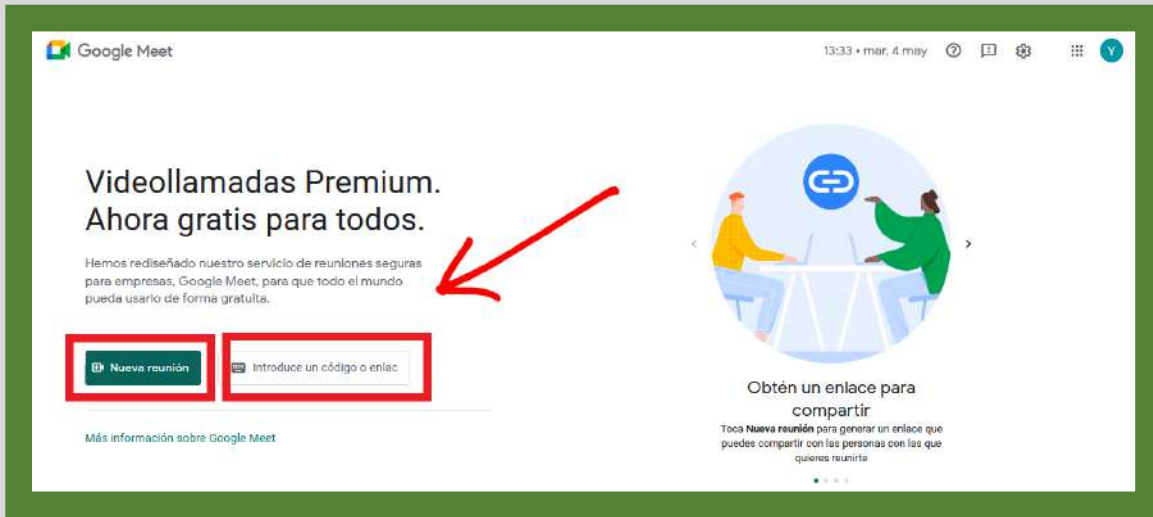 Google Meet
13:33 • mar, 4 may
Y
Videollamadas Premium.
Ahora gratis para todos.
Hemos rediseñado nuestro servicio de reuniones seguras
para empresas, Google Meet, para que todo el mundo
pueda usarlo de forma gratuita.
Nueva reunión
Introduce un código o enlac
Más información sobre Google Meet
Obtén un enlace para
compartir
Toca Nueva reunión para generar un enlace que
puedes compartir con las personas con las que
quieres reunirte